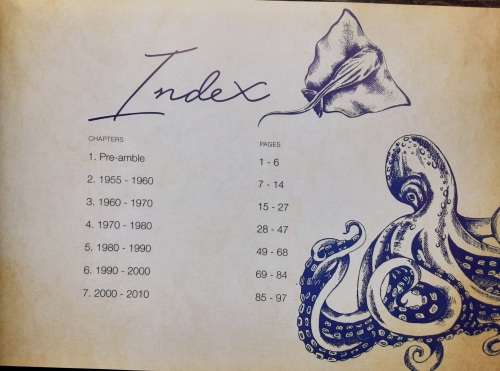 Index
CHAPTERS PAGES
1. Pre-amble 1 - 6
2. 1955 - 1960 7 - 14
3. 1960 - 1970 15 - 27
4. 1970 - 1980 28 - 47
5. 1980 - 1990 49 - 68
6. 1990 - 2000 69 - 84
7. 2000 - 2010 85 - 97